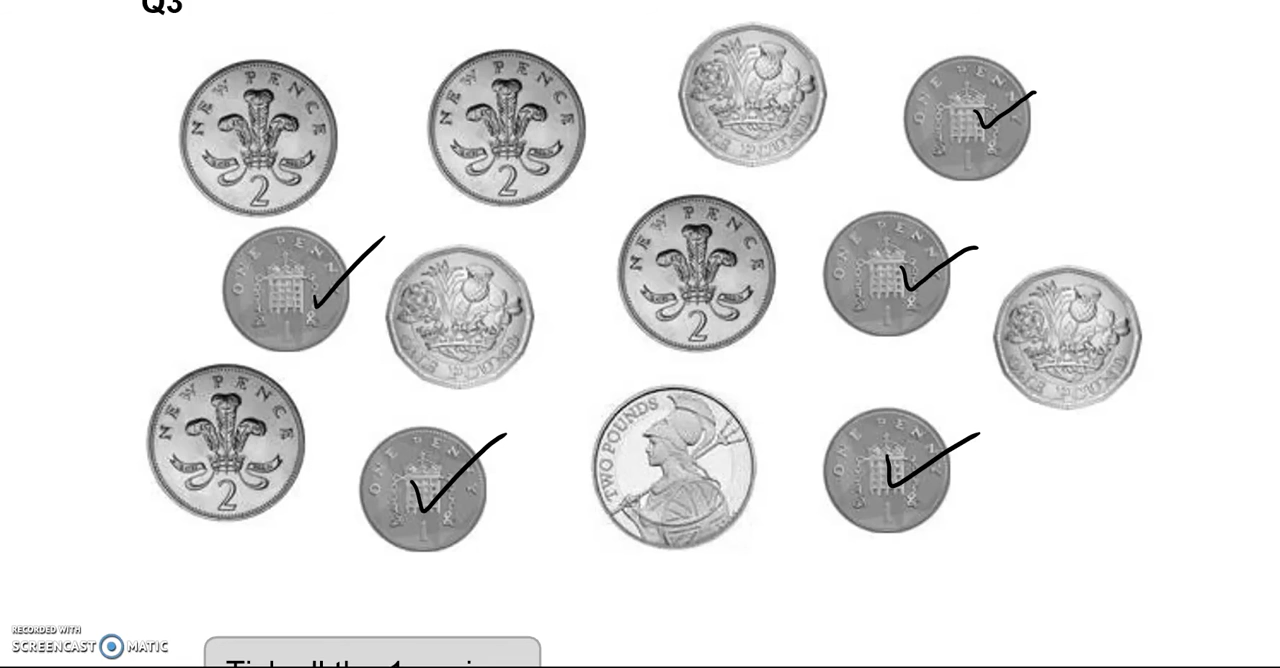 Q3
NEW PENCE
2
NEW PENCE
2
ONE POUND
ONE PENNY
1
ONE PENNY
1
ONE POUND
NEW PENCE
2
ONE PENNY
1
ONE POUND
NEW PENCE
2
ONE PENNY
1
TWO POUNDS
ONE PENNY
1
RECORDED WITH
SCREENCAST MATIC